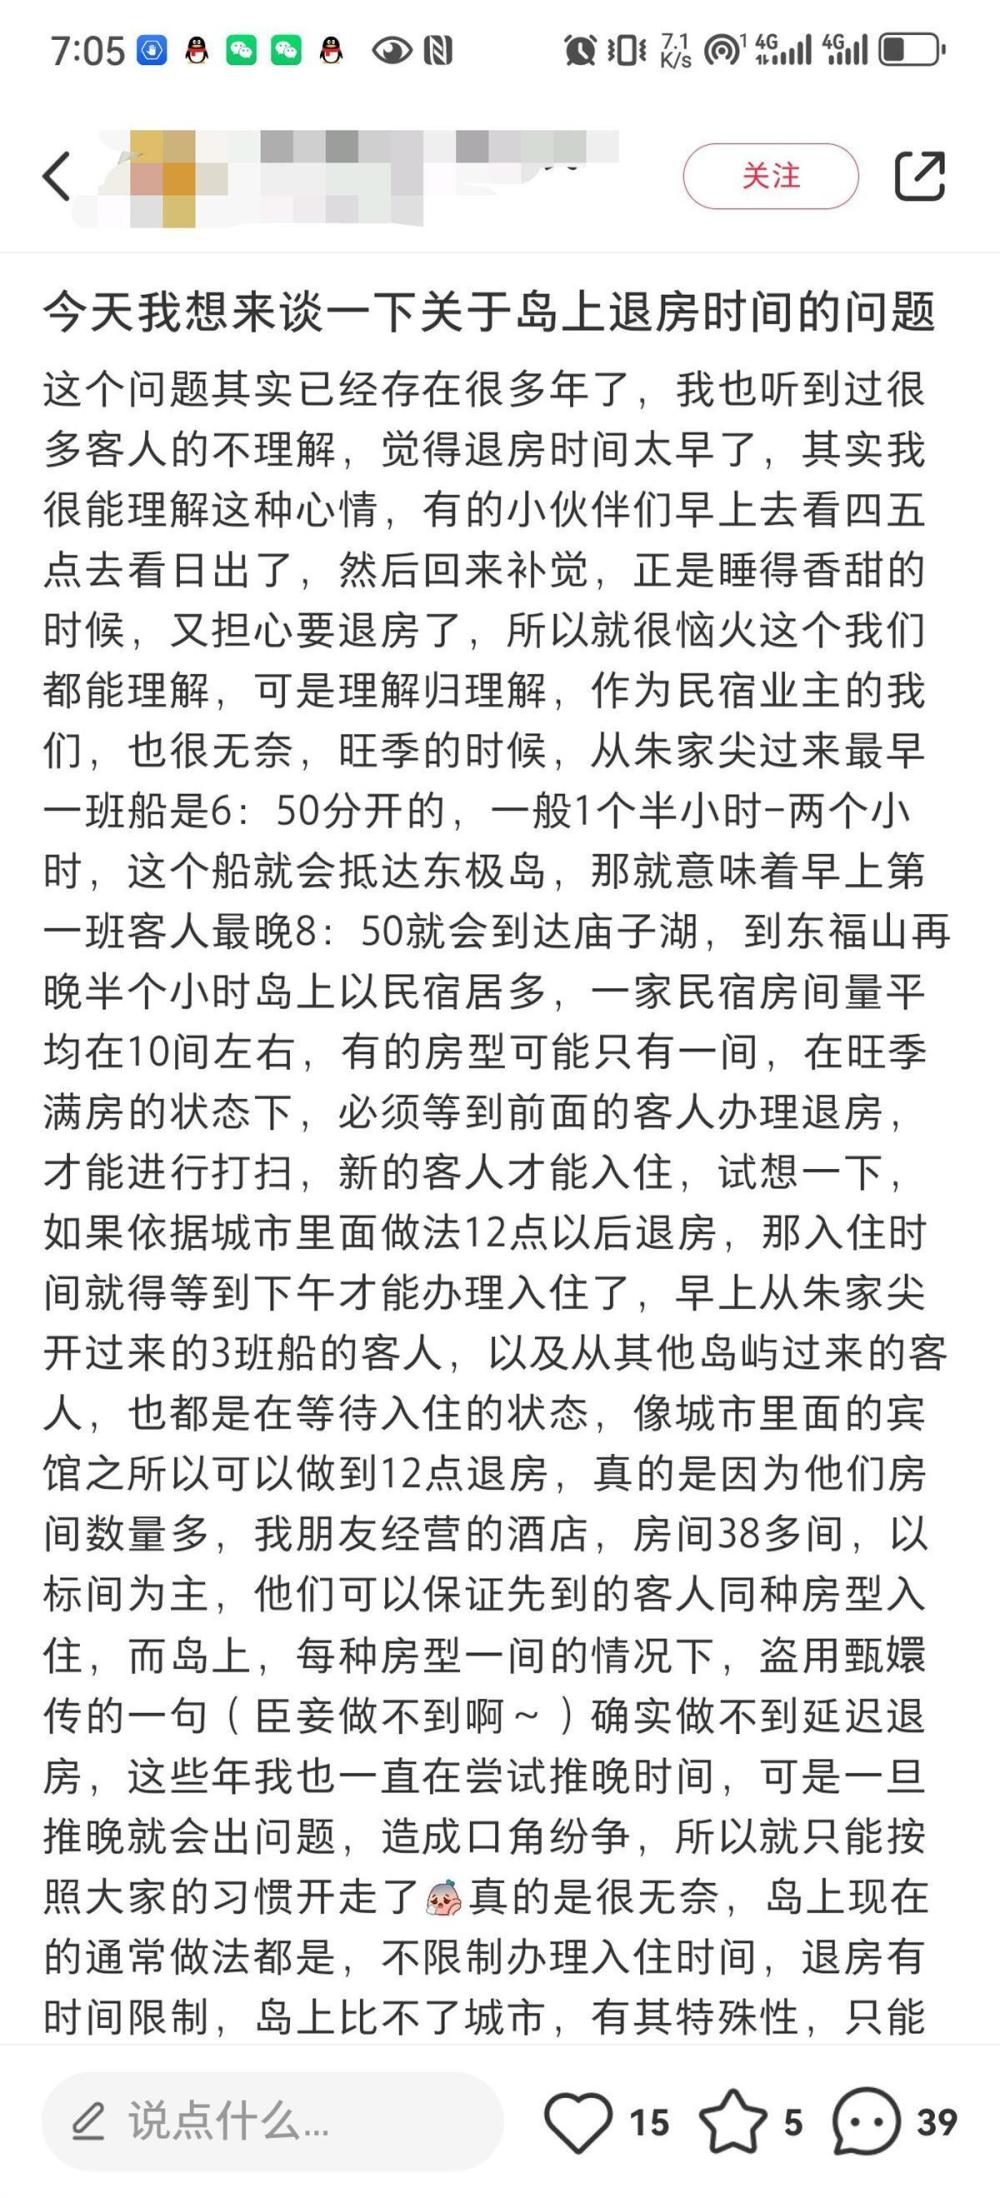 7:05
7.1
K/s
1
4G
4G
关注
今天我想来谈一下关于岛上退房时间的问题
这个问题其实已经存在很多年了，我也听到过很
多客人的不理解，觉得退房时间太早了，其实我
很能理解这种心情，有的小伙伴们早上去看四五
点去看日出了，然后回来补觉，正是睡得香甜的
时候，又担心要退房了，所以就很恼火这个我们
都能理解，可是理解归理解，作为民宿业主的我
们，也很无奈，旺季的时候，从朱家尖过来最早
一班船是6：50分开的，一般1个半小时-两个小
时，这个船就会抵达东极岛，那就意味着早上第
一班客人最晚8：50就会到达庙子湖，到东福山再
晚半个小时岛上以民宿居多，一家民宿房间量平
均在10间左右，有的房型可能只有一间，在旺季
满房的状态下，必须等到前面的客人办理退房，
才能进行打扫，新的客人才能入住，试想一下，
如果依据城市里面做法12点以后退房，那入住时
间就得等到下午才能办理入住了，早上从朱家尖
开过来的3班船的客人，以及从其他岛屿过来的客
人，也都是在等待入住的状态，像城市里面的宾
馆之所以可以做到12点退房，真的是因为他们房
间数量多，我朋友经营的酒店，房间38多间，以
标间为主，他们可以保证先到的客人同种房型入
住，而岛上，每种房型一间的情况下，盗用甄嬛
传的一句（臣妾做不到啊～）确实做不到延迟退
房，这些年我也一直在尝试推晚时间，可是一旦
推晚就会出问题，造成口角纷争，所以就只能按
照大家的习惯开走了真的是很无奈，岛上现在
的通常做法都是，不限制办理入住时间，退房有
时间限制，岛上比不了城市，有其特殊性，只能
说点什么...
15
5
39